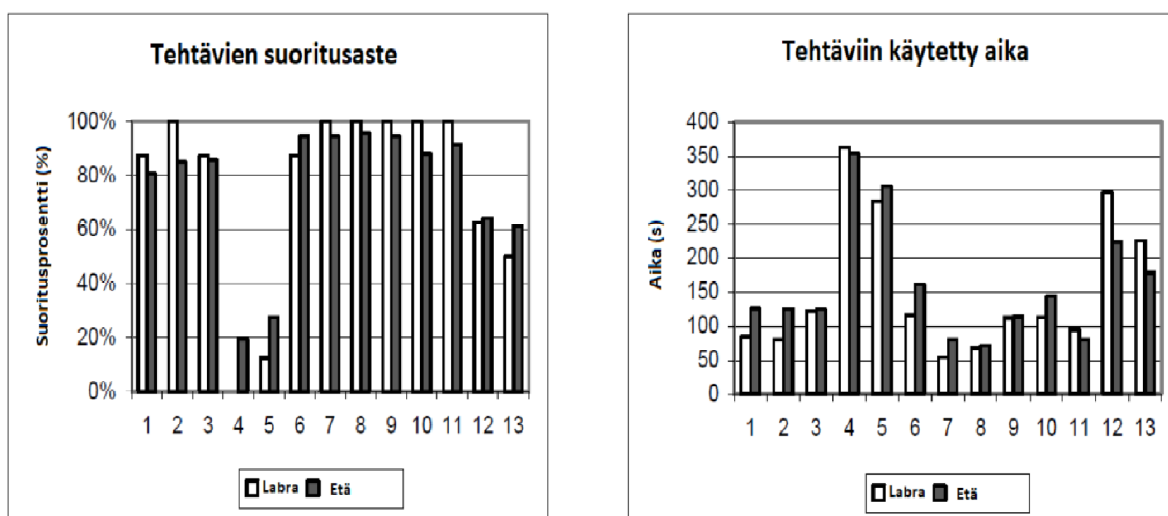 Tehtävien suoritusaste
Suoritusprosentti (%)
100%
80%
60%
40%
20%
0%
1 2 3 4 5 6 7 8 9 10 11 12 13
Labra Etä
Tehtäviin käytetty aika
Aika (s)
400
350
300
250
200
150
100
50
0
1 2 3 4 5 6 7 8 9 10 11 12 13
Labra Etä